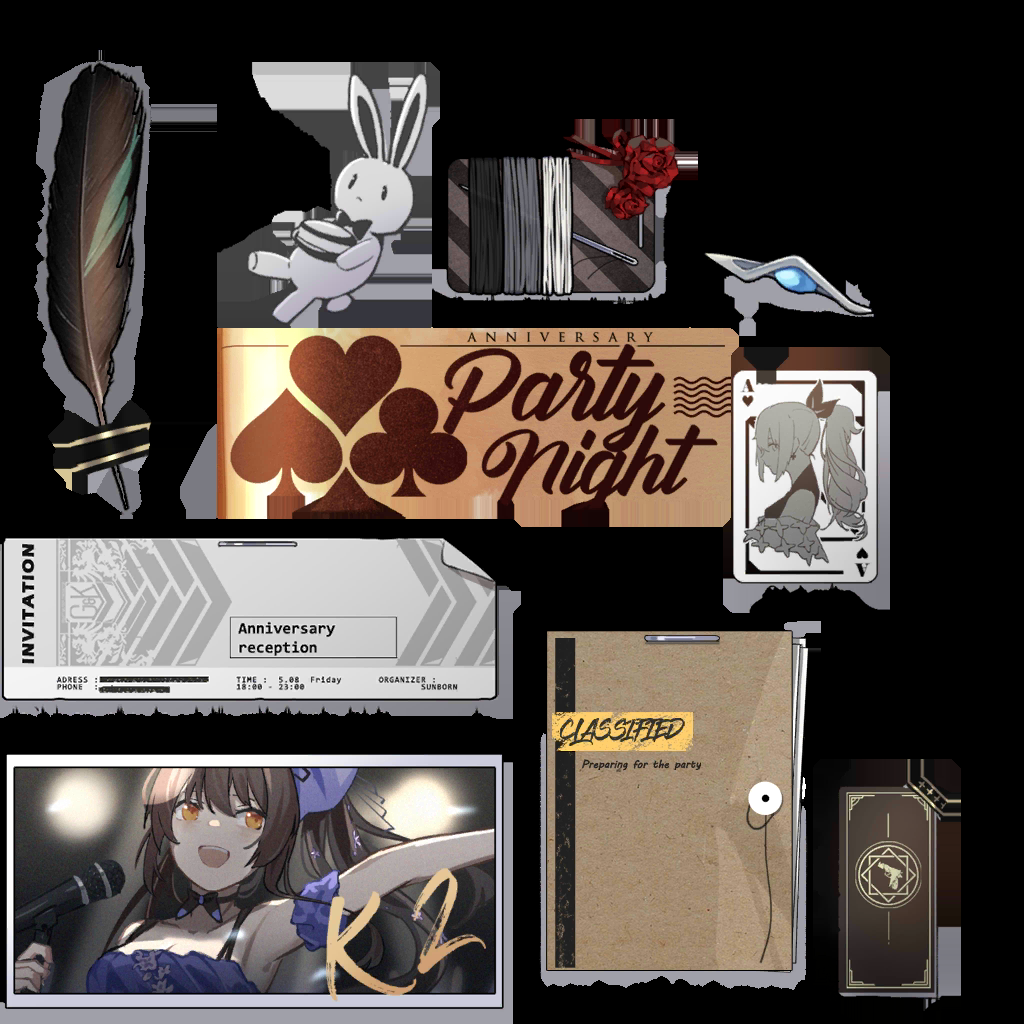 ANNIVERSARY
Party
Night
A
A
INVITATION
G&K
Anniversary
reception
ADRESS :
PHONE :
TIME : 5.08 Friday
18:00 - 23:00
ORGANIZER :
SUNBORN
CLASSIFIED
Preparing for the party
K2